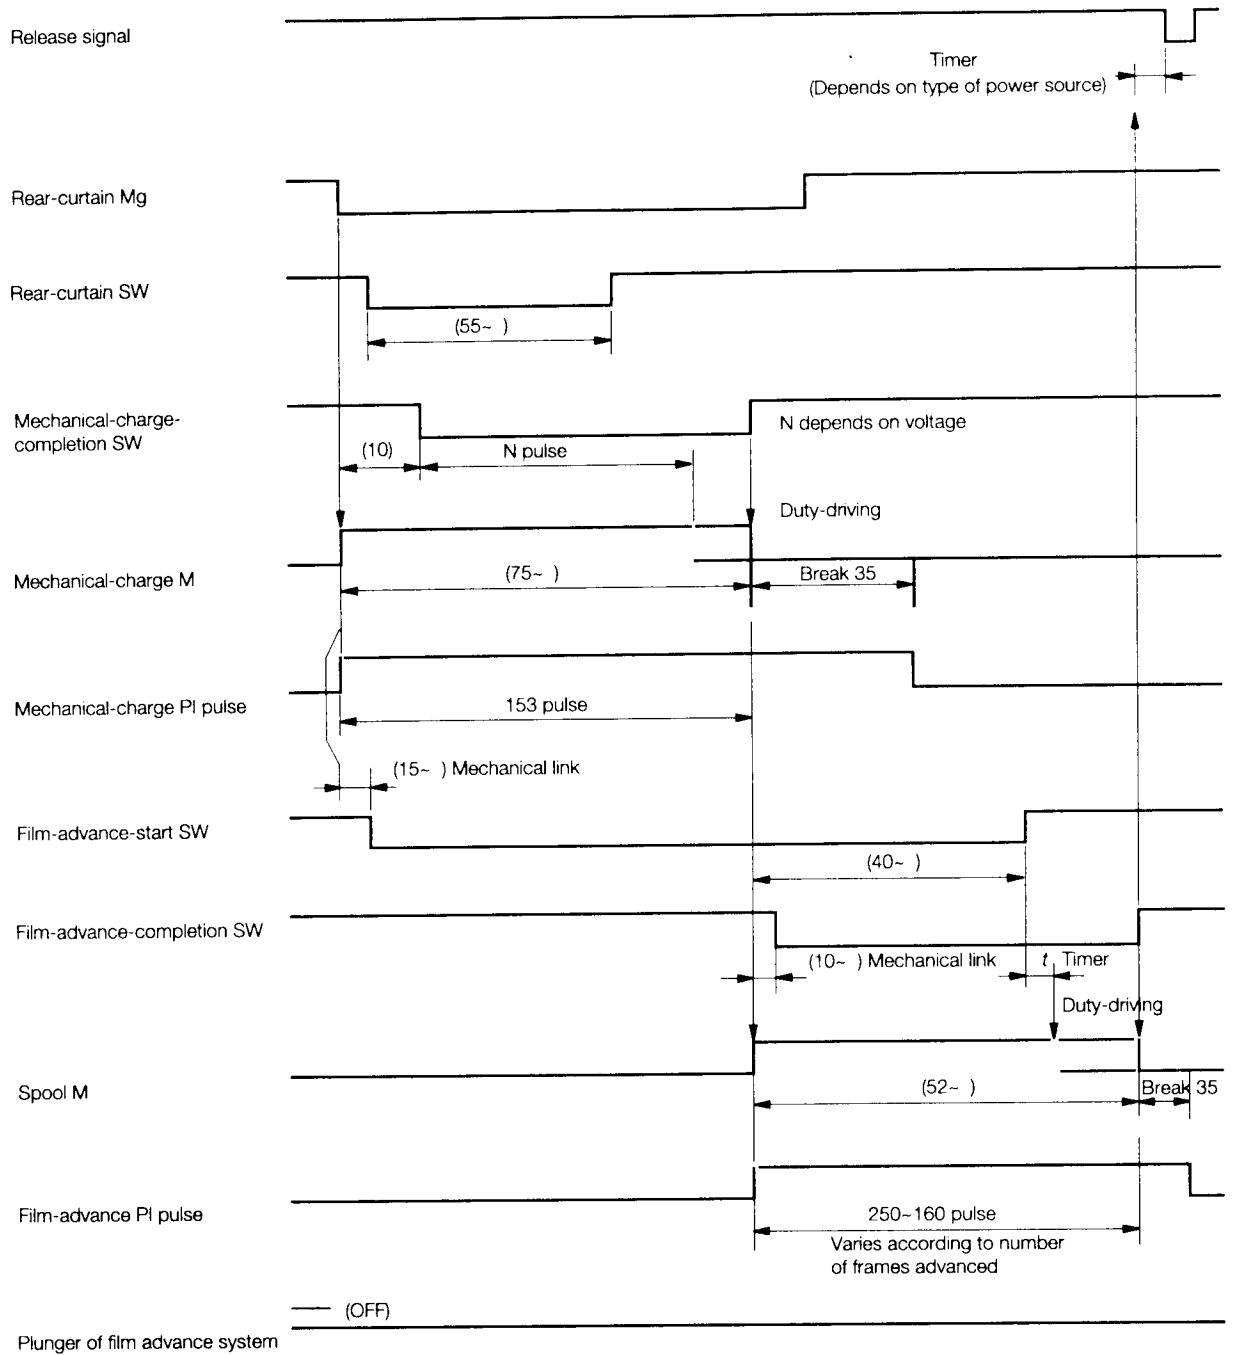 Release signal
Timer
(Depends on type of power source)
Rear-curtain Mg
Rear-curtain SW
(55~ )
Mechanical-charge-
completion SW
N depends on voltage
(10)
N pulse
Duty-driving
Mechanical-charge M
(75~ )
Break 35
Mechanical-charge PI pulse
153 pulse
(15~ ) Mechanical link
Film-advance-start SW
(40~ )
Film-advance-completion SW
(10~ ) Mechanical link
t Timer
Duty-driving
Spool M
(52~ )
Break 35
Film-advance PI pulse
250~160 pulse
Varies according to number
of frames advanced
(OFF)
Plunger of film advance system